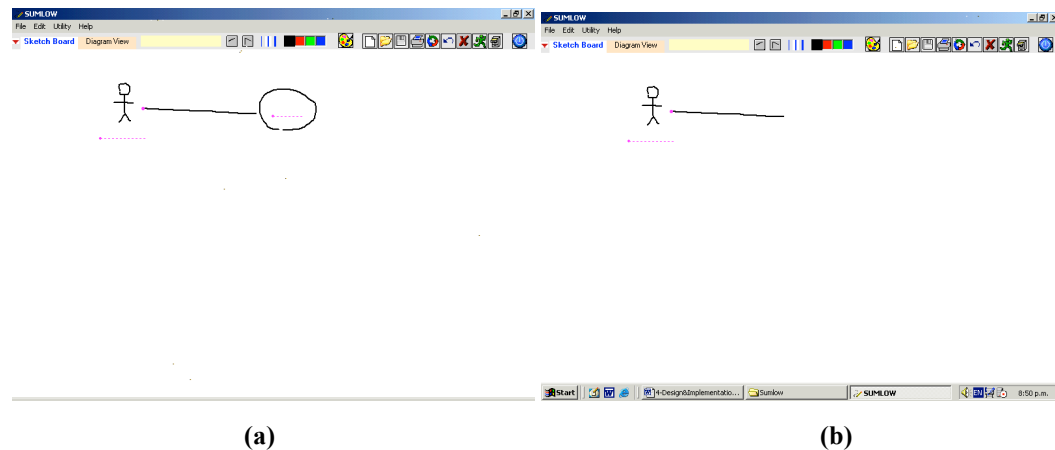 SUMLOW
File Edit Utility Help
Sketch Board Diagram View
SUMLOW
File Edit Utility Help
Sketch Board Diagram View
Start
4-Design&Implementatio...
Sumlow
SUMLOW
EN
8:50 p.m.
(a)
(b)